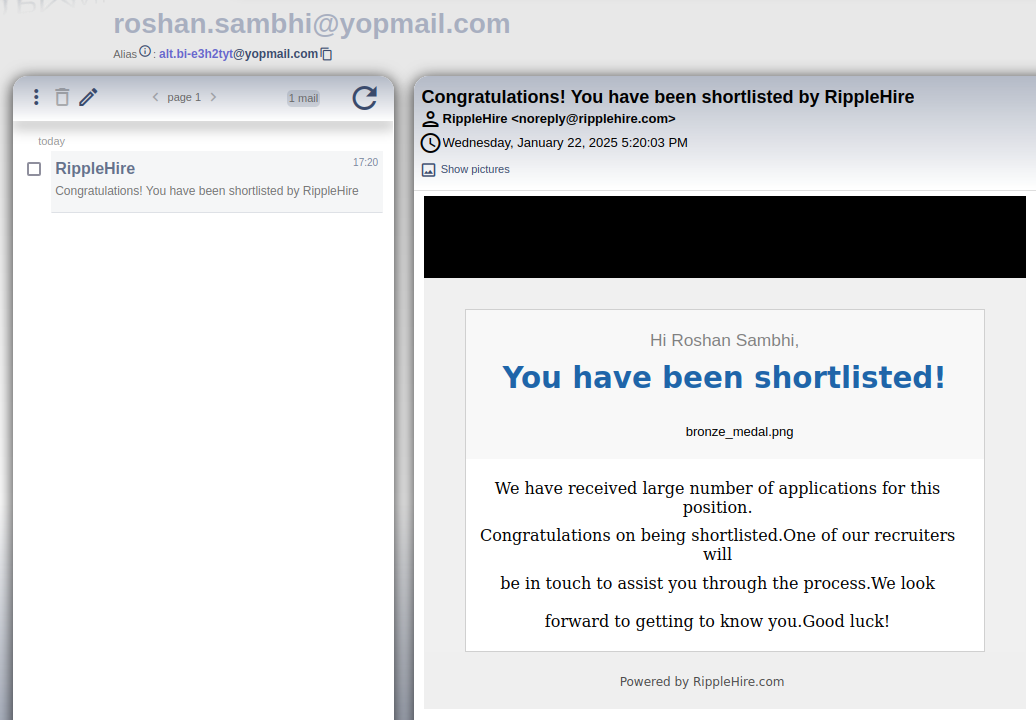 roshan.sambhi@yopmail.com
Alias : alt.bi-e3h2tyt@yopmail.com
page 1
1 mail
today
RippleHire
17:20
Congratulations! You have been shortlisted by RippleHire
Congratulations! You have been shortlisted by RippleHire
RippleHire <noreply@ripplehire.com>
Wednesday, January 22, 2025 5:20:03 PM
Show pictures
Hi Roshan Sambhi,
You have been shortlisted!
bronze_medal.png
We have received large number of applications for this
position.
Congratulations on being shortlisted.One of our recruiters
will
be in touch to assist you through the process.We look
forward to getting to know you.Good luck!
Powered by RippleHire.com